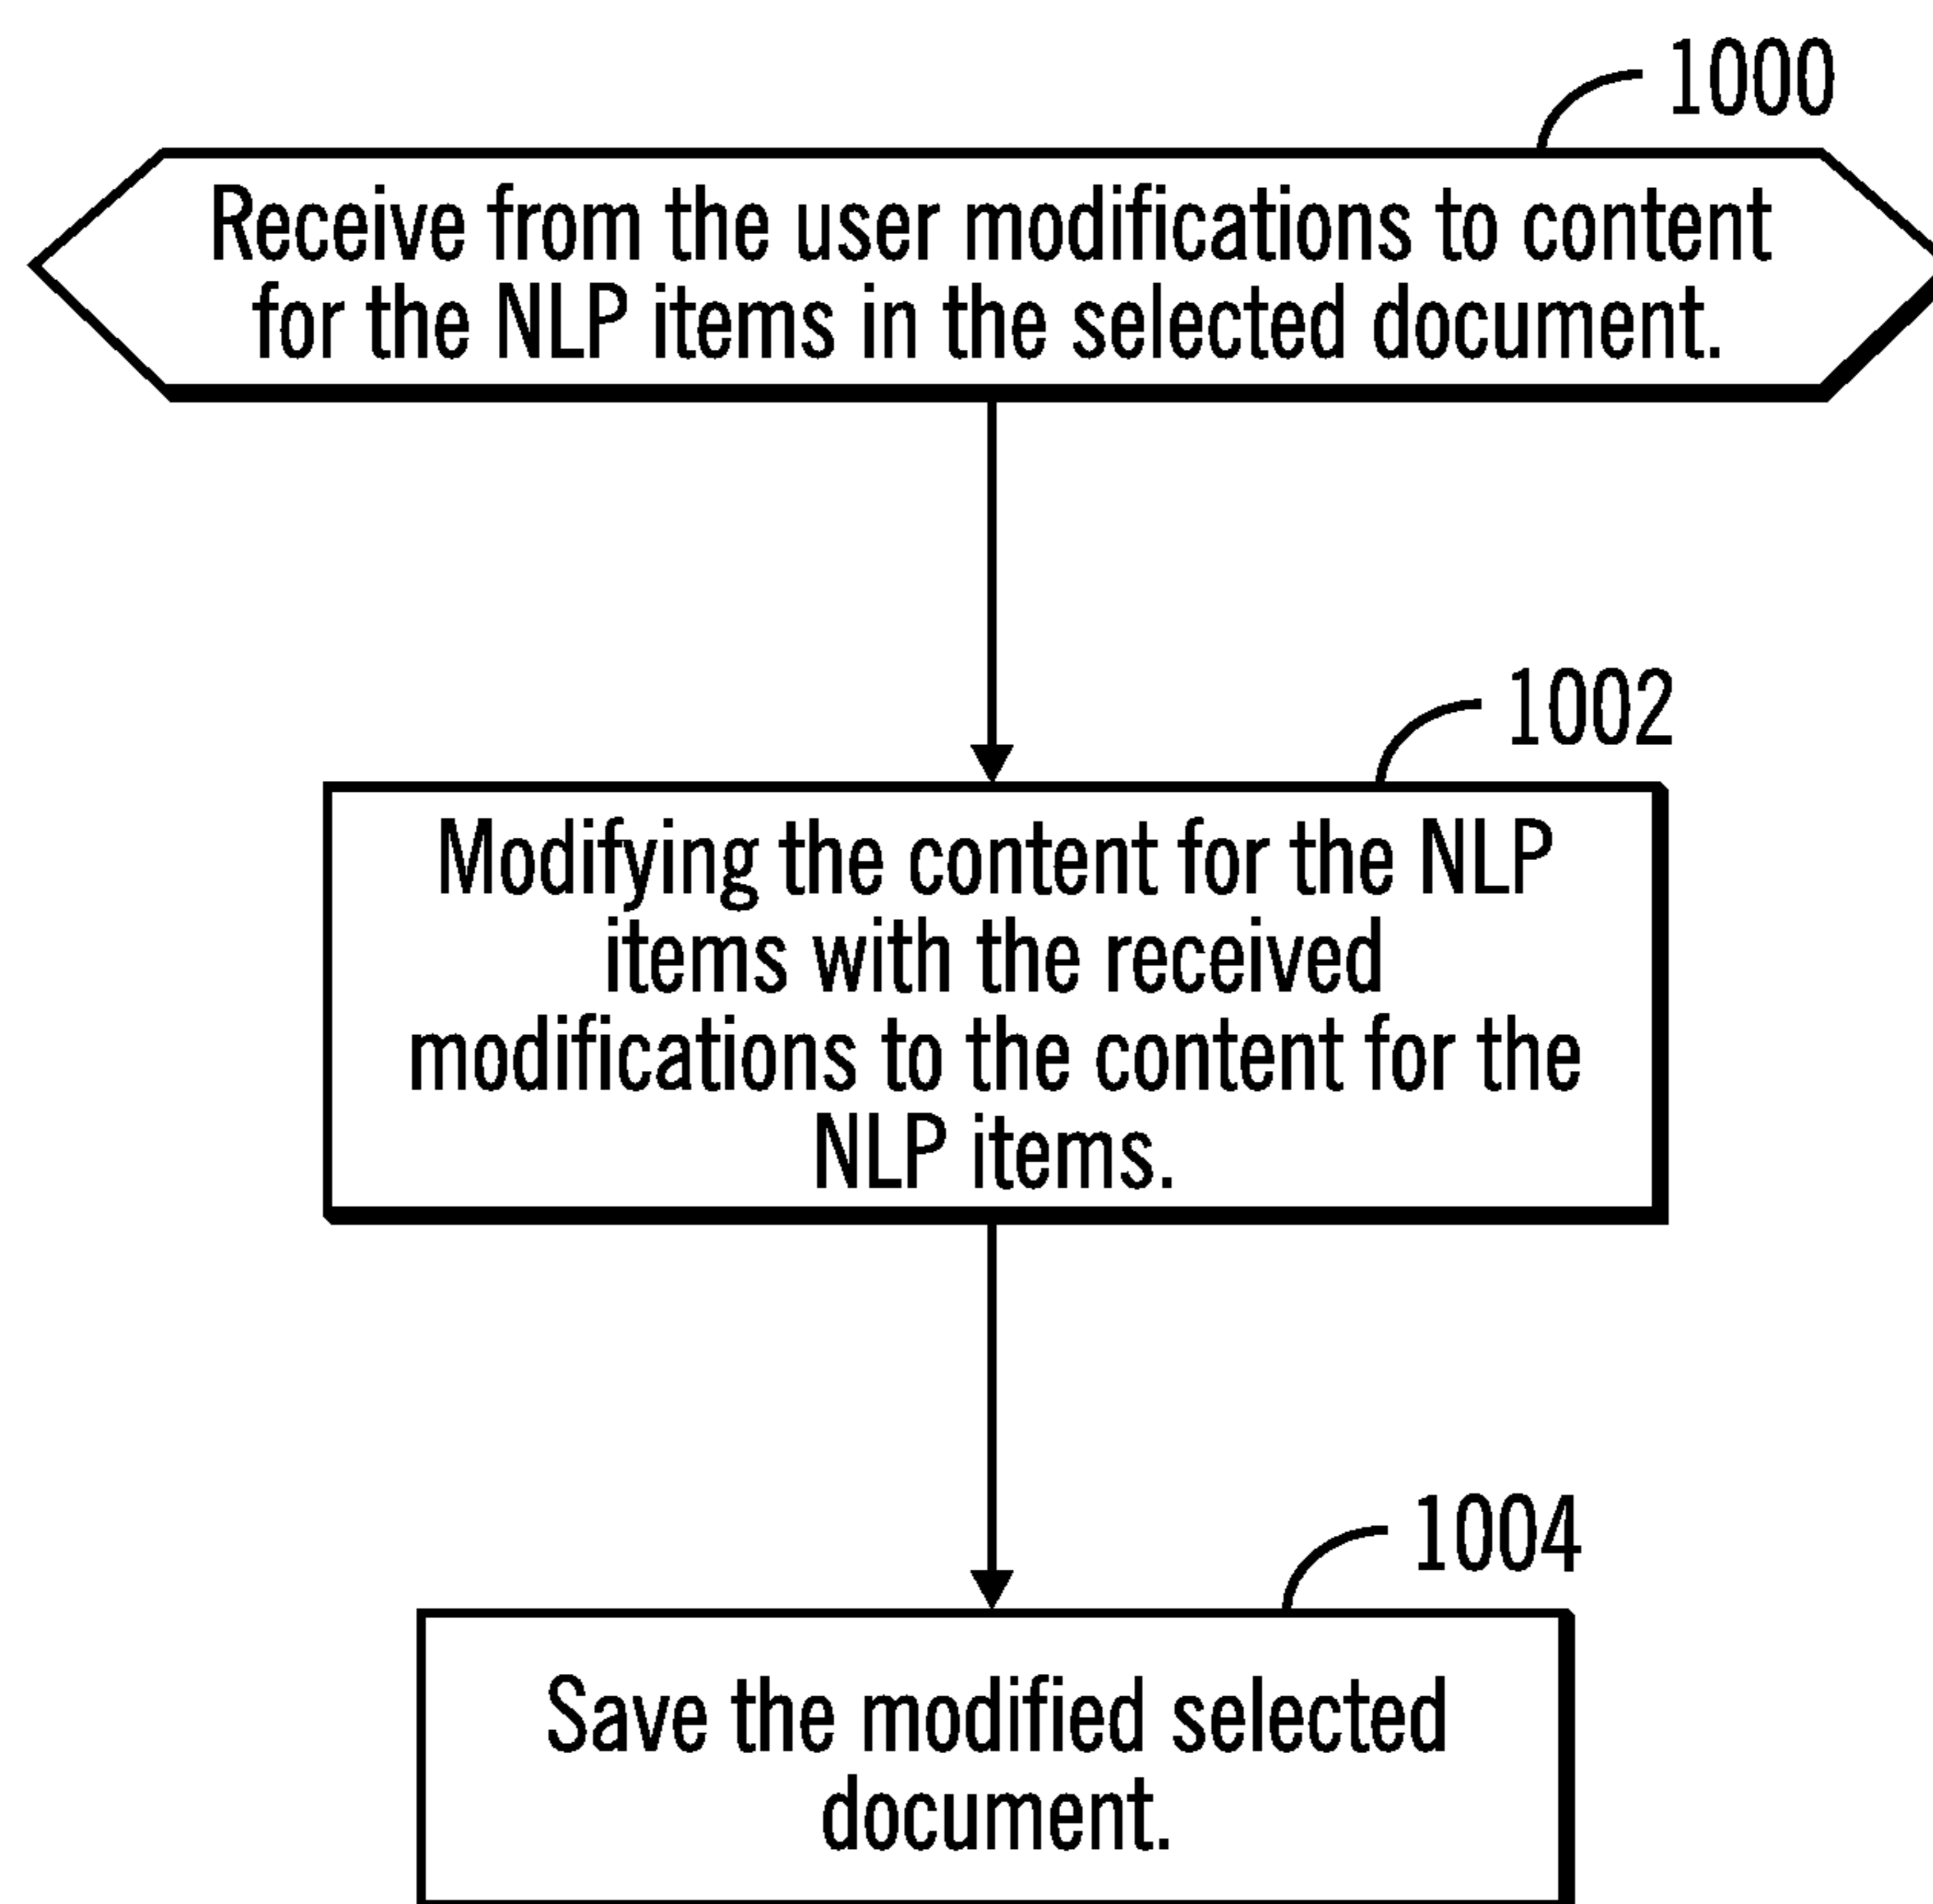 1000
Receive from the user modifications to content
for the NLP items in the selected document.
1002
Modifying the content for the NLP
items with the received
modifications to the content for the
NLP items.
1004
Save the modified selected
document.